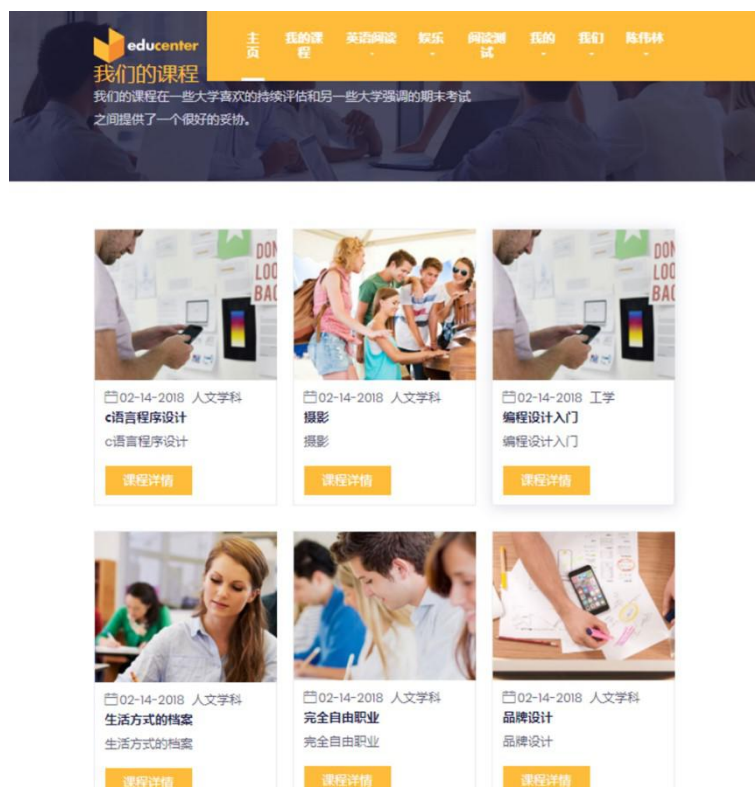 educenter
主页 我的课程 英语阅读 娱乐 阅读测试 我的 我们 陈伟林
我们的课程
我们的课程在一些大学喜欢的持续评估和另一些大学强调的期末考试
之间提供了一个很好的妥协。
DON
LOO
BAC
DON
LOO
BAC
02-14-2018 人文学科
02-14-2018 人文学科
02-14-2018 工学
c语言程序设计
摄影
编程设计入门
c语言程序设计
摄影
编程设计入门
课程详情
课程详情
课程详情
02-14-2018 人文学科
02-14-2018 人文学科
02-14-2018 人文学科
生活方式的档案
完全自由职业
品牌设计
生活方式的档案
完全自由职业
品牌设计
课程详情
课程详情
课程详情